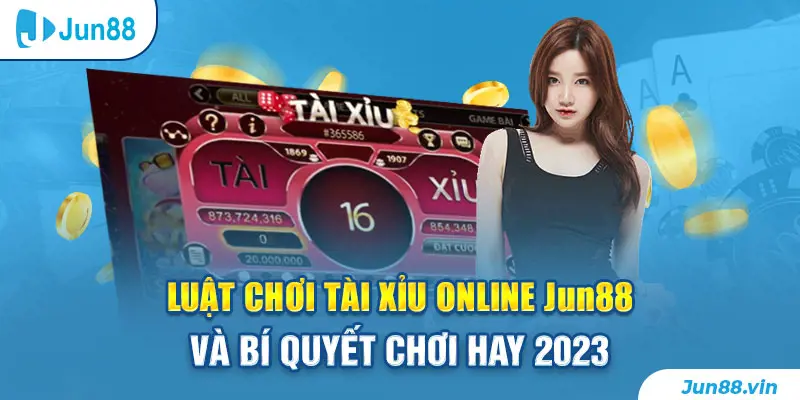 Jun88
ALL
GAME BÀI
TÀI XỈU
#365586
1869
1907
TÀI
XỈU
16
873,724,316
854,348
0
ĐẶT CƯỢ
20,000,000
A
A
LUẬT CHƠI TÀI XỈU ONLINE Jun88
VÀ BÍ QUYẾT CHƠI HAY 2023
Jun88.vin